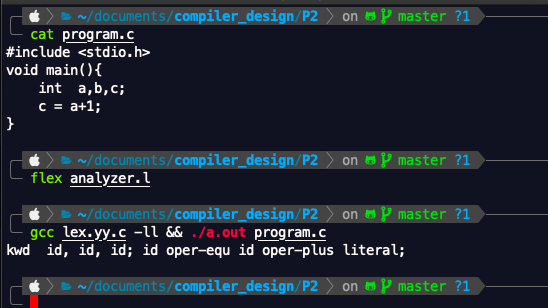 ~/documents/compiler_design/P2 on master ?1
cat program.c
#include <stdio.h>
void main(){
    int  a,b,c;
    c = a+1;
}
~/documents/compiler_design/P2 on master ?1
flex analyzer.l
~/documents/compiler_design/P2 on master ?1
gcc lex.yy.c -ll && ./a.out program.c
kwd  id, id, id; id oper-equ id oper-plus literal;
~/documents/compiler_design/P2 on master ?1